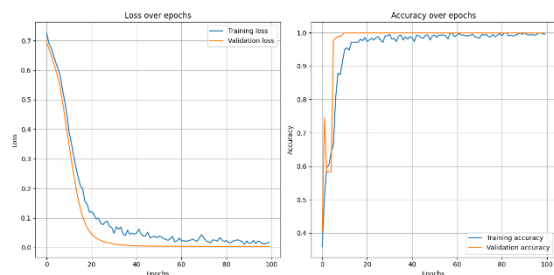 Loss over epochs
Training loss
Validation loss
0.7
0.6
0.5
0.4
0.3
0.2
0.1
0.0
Loss
0 20 40 60 80 100
Epochs
Accuracy over epochs
1.0
0.9
0.8
0.7
0.6
0.5
0.4
Accuracy
Training accuracy
Validation accuracy
0 20 40 60 80 100
Epochs